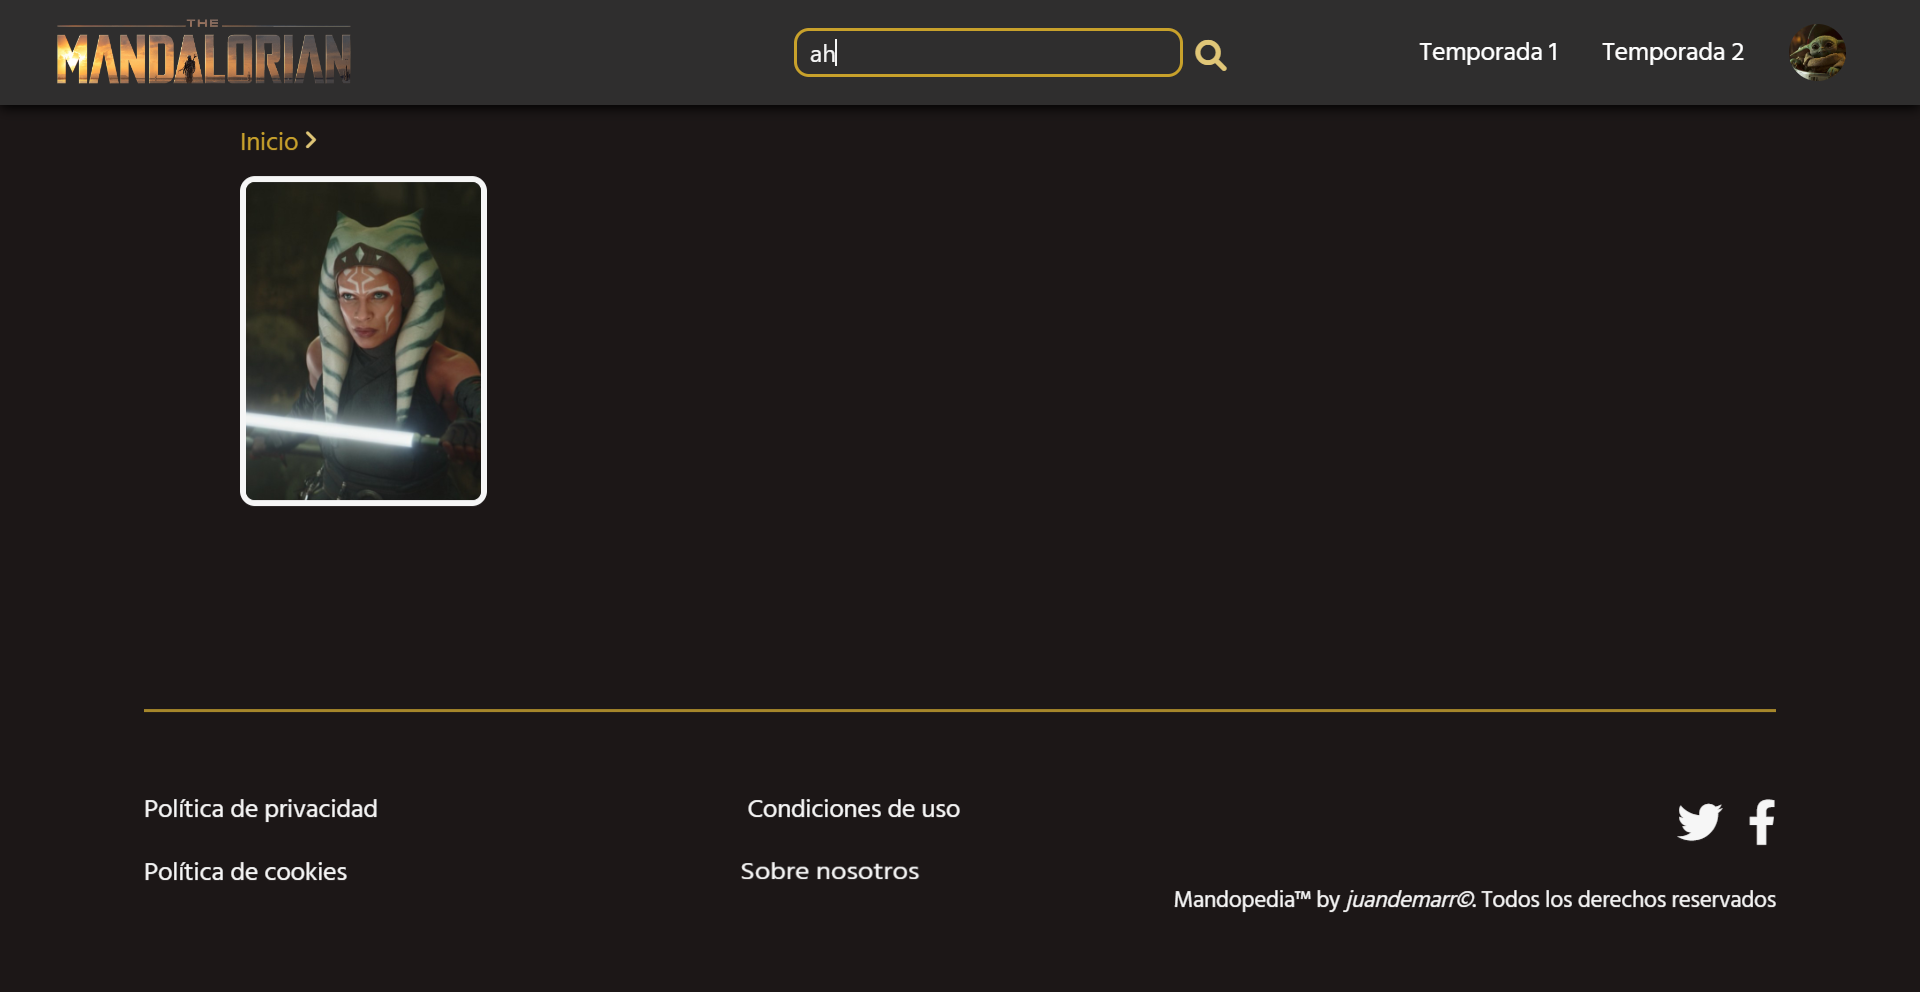 THE
MANDALORIAN
ah
Temporada 1
Temporada 2
Inicio
Política de privacidad
Condiciones de uso
Política de cookies
Sobre nosotros
Mandopedia™ by juandemarr©. Todos los derechos reservados